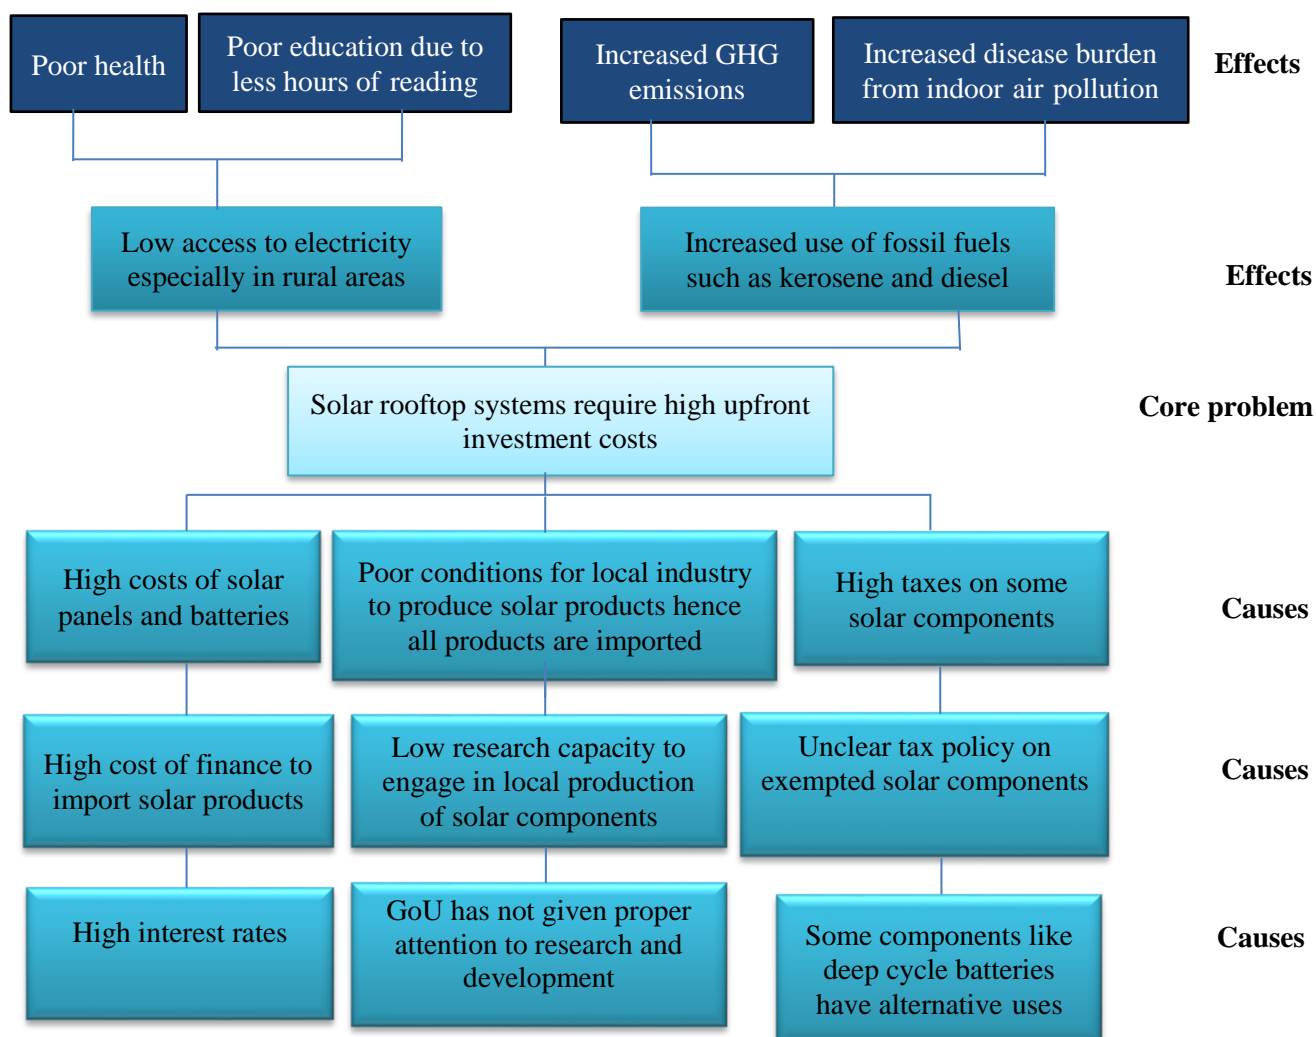 Poor health
Poor education due to
less hours of reading
Increased GHG
emissions
Increased disease burden
from indoor air pollution
Effects
Low access to electricity
especially in rural areas
Increased use of fossil fuels
such as kerosene and diesel
Effects
Solar rooftop systems require high upfront
investment costs
Core problem
High costs of solar
panels and batteries
Poor conditions for local industry
to produce solar products hence
all products are imported
High taxes on some
solar components
Causes
High cost of finance to
import solar products
Low research capacity to
engage in local production
of solar components
Unclear tax policy on
exempted solar components
Causes
High interest rates
GoU has not given proper
attention to research and
development
Some components like
deep cycle batteries
have alternative uses
Causes